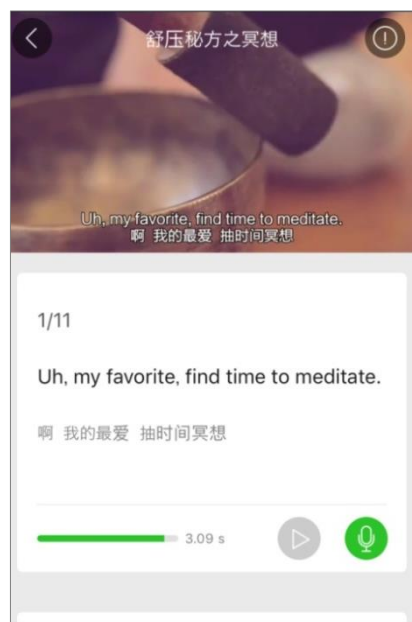 舒压秘方之冥想
Uh, my favorite, find time to meditate.
啊 我的最爱 抽时间冥想
1/11
Uh, my favorite, find time to meditate.
啊 我的最爱 抽时间冥想
3.09 s